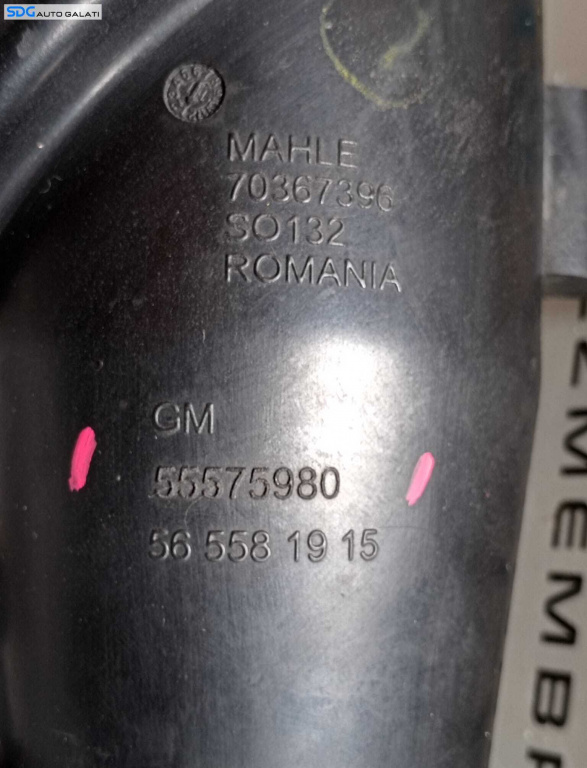 SDG AUTO GALATI
MAHLE
70367396
SO132
ROMANIA
GM
55575980
56 558 19 15